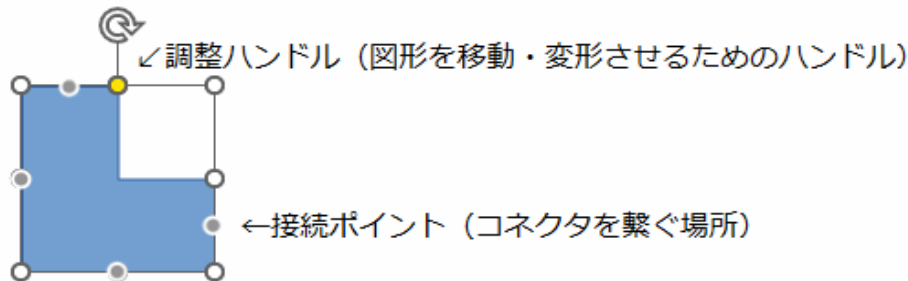 ↙調整ハンドル（図形を移動・変形させるためのハンドル）
←接続ポイント（コネクタを繋ぐ場所）